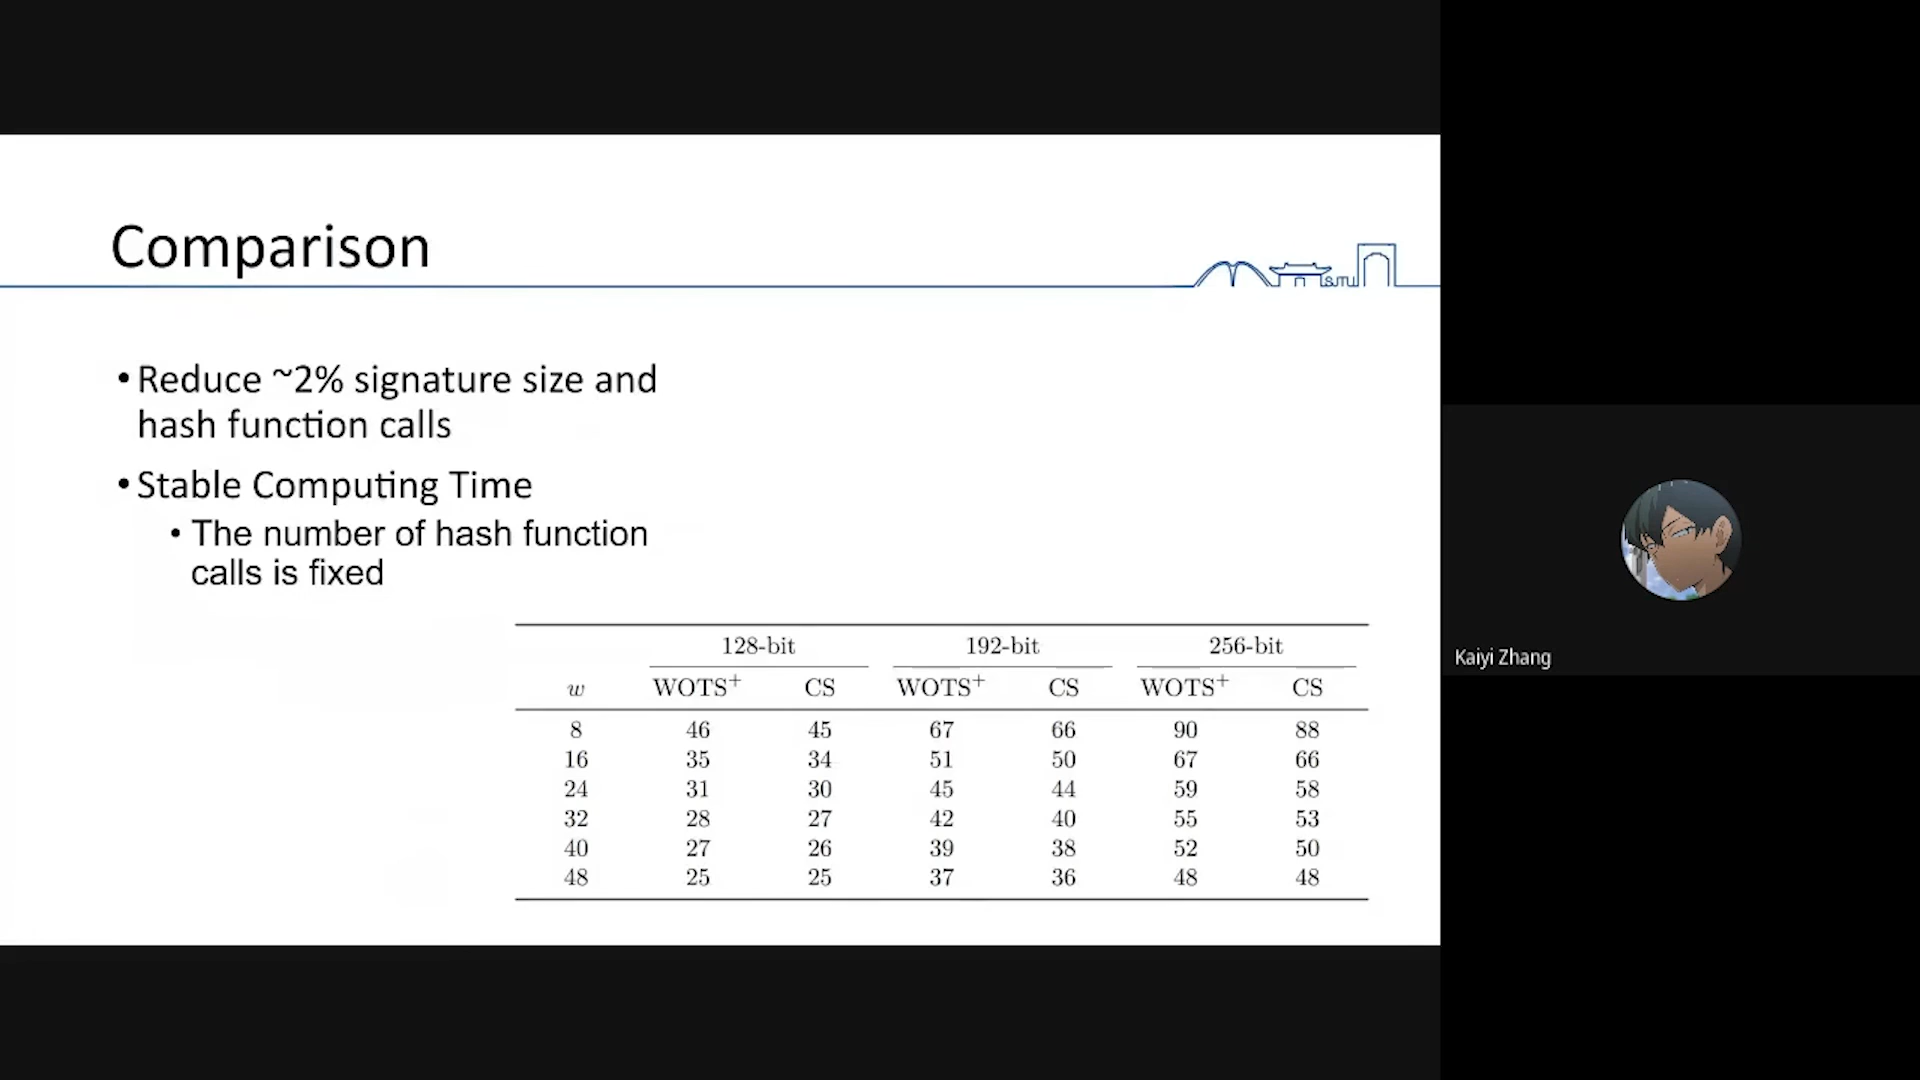 Comparison
SJTU
• Reduce ~2% signature size and
hash function calls
• Stable Computing Time
• The number of hash function
calls is fixed
128-bit 192-bit 256-bit
w WOTS+ CS WOTS+ CS WOTS+ CS
8 46 45 67 66 90 88
16 35 34 51 50 67 66
24 31 30 45 44 59 58
32 28 27 42 40 55 53
40 27 26 39 38 52 50
48 25 25 37 36 48 48
Kaiyi Zhang